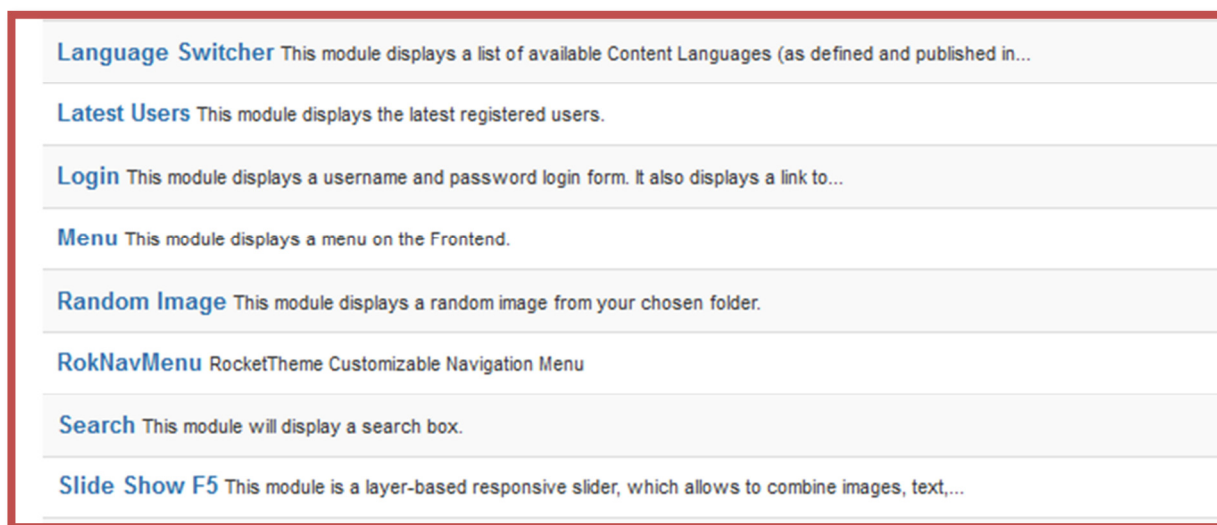 Language Switcher This module displays a list of available Content Languages (as defined and published in...
Latest Users This module displays the latest registered users.
Login This module displays a username and password login form. It also displays a link to...
Menu This module displays a menu on the Frontend.
Random Image This module displays a random image from your chosen folder.
RokNavMenu RocketTheme Customizable Navigation Menu
Search This module will display a search box.
Slide Show F5 This module is a layer-based responsive slider, which allows to combine images, text,...